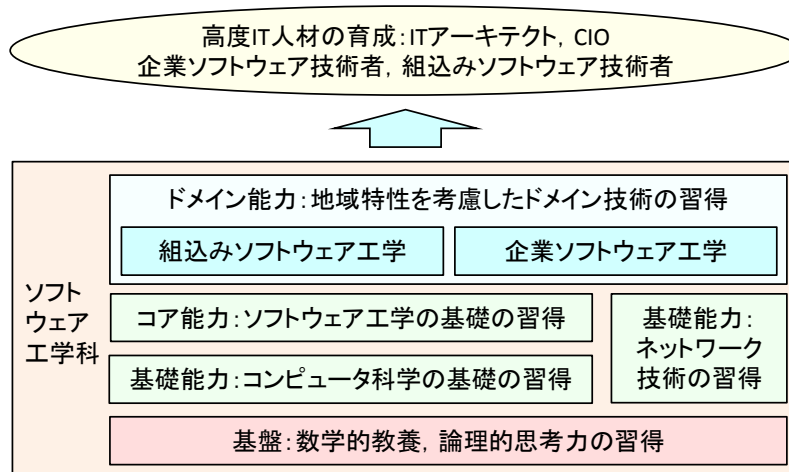 高度IT人材の育成：ITアーキテクト，CIO
企業ソフトウェア技術者，組込みソフトウェア技術者
ドメイン能力：地域特性を考慮したドメイン技術の習得
組込みソフトウェア工学
企業ソフトウェア工学
ソフト
ウェア
工学科
コア能力：ソフトウェア工学の基礎の習得
基礎能力：コンピュータ科学の基礎の習得
基礎能力：
ネットワーク
技術の習得
基盤：数学的教養，論理的思考力の習得